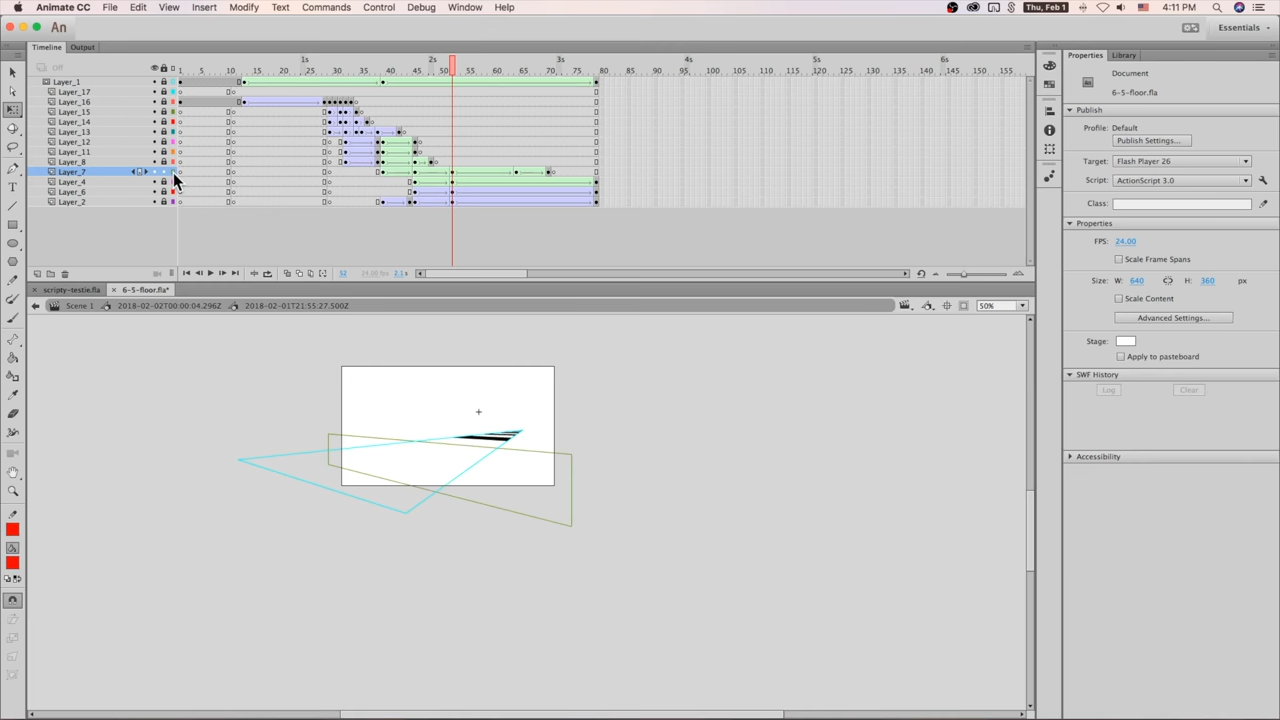 Animate CC File Edit View Insert Modify Text Commands Control Debug Window Help Thu, Feb 1 4:11 PM
An Essentials
Timeline Output
Off 1s 2s 3s 4s 5s 6s
1 5 10 15 20 25 30 35 40 45 50 55 60 65 70 75 80 85 90 95 100 105 110 115 120 125 130 135 140 145 150 155
Layer_1
Layer_17
Layer_16
Layer_15
Layer_14
Layer_13
Layer_12
Layer_11
Layer_8
Layer_7
Layer_4
Layer_6
Layer_2
52 24.00 fps 2.1 s
scripty-testie.fla × 6-5-floor.fla*
Scene 1 2018-02-02T00:00:04.296Z 2018-02-01T21:55:27.500Z 50%
Properties Library
Document
An 6-5-floor.fla
Publish
Profile: Default
Publish Settings...
Target: Flash Player 26
Script: ActionScript 3.0
Class:
Properties
FPS: 24.00
Scale Frame Spans
Size: W: 640 H: 360 px
Scale Content
Advanced Settings...
Stage:
Apply to pasteboard
SWF History
Log Clear
Accessibility